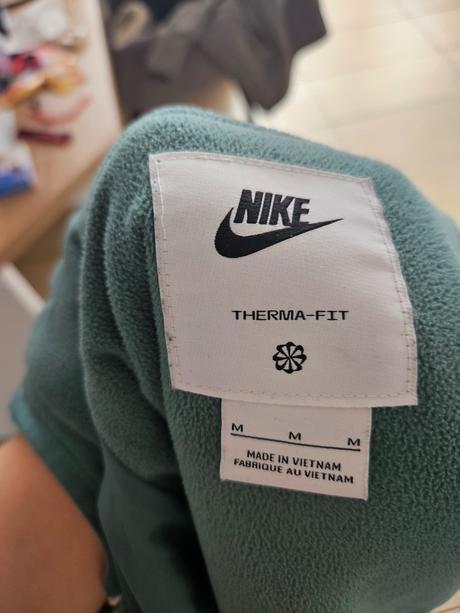 NIKE
THERMA-FIT
M M M
MADE IN VIETNAM
FABRIQUE AU VIETNAM